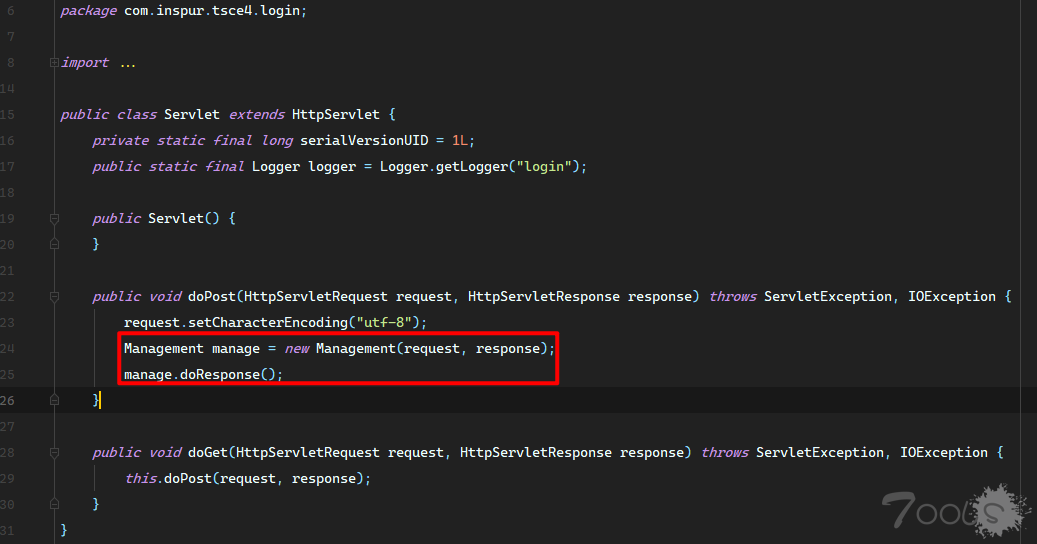 6 package com.inspur.tsce4.login;
7
8 import ...
14
15 public class Servlet extends HttpServlet {
16     private static final long serialVersionUID = 1L;
17     public static final Logger logger = Logger.getLogger("login");
18
19     public Servlet() {
20     }
21
22     public void doPost(HttpServletRequest request, HttpServletResponse response) throws ServletException, IOException {
23         request.setCharacterEncoding("utf-8");
24         Management manage = new Management(request, response);
25         manage.doResponse();
26     }
27
28     public void doGet(HttpServletRequest request, HttpServletResponse response) throws ServletException, IOException {
29         this.doPost(request, response);
30     }
31 }
7OOLS